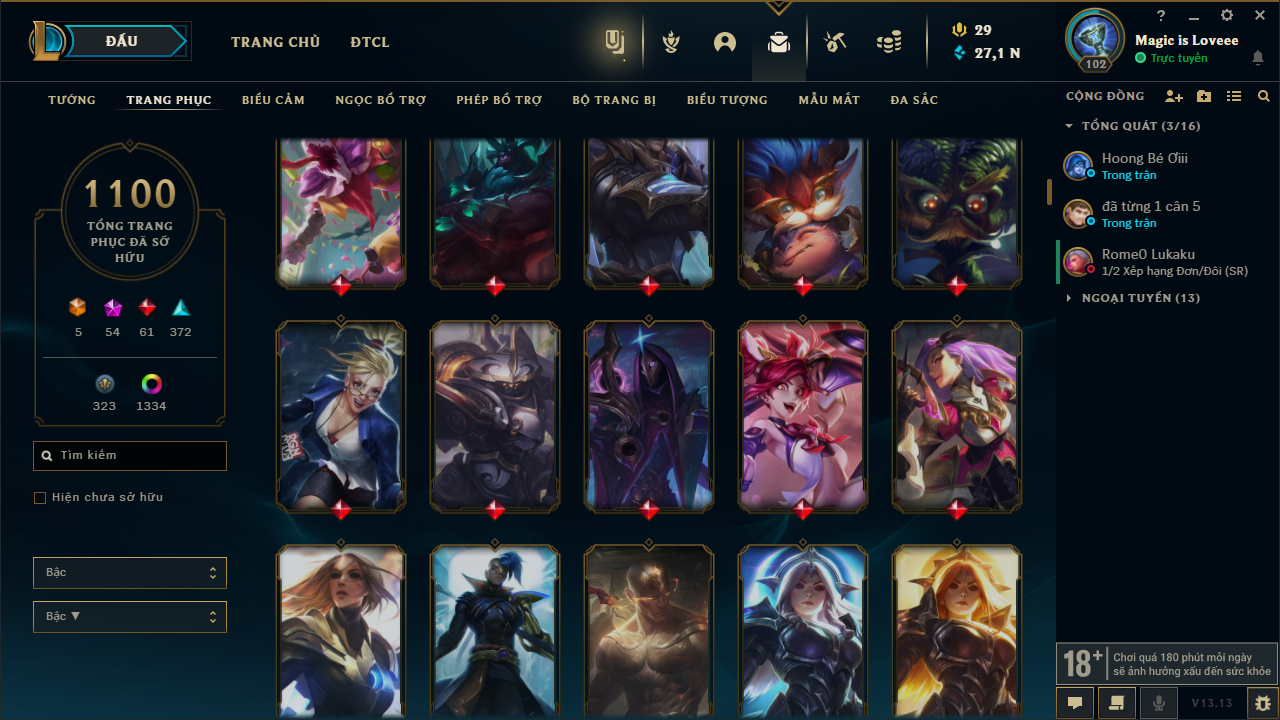 ĐẤU
TRANG CHỦ
ĐTCL
29
27,1 N
102
Magic is Loveee
Trực tuyến
TƯỚNG
TRANG PHỤC
BIỂU CẢM
NGỌC BỔ TRỢ
PHÉP BỔ TRỢ
BỘ TRANG BỊ
BIỂU TƯỢNG
MẪU MẮT
ĐA SẮC
CỘNG ĐỒNG
TỔNG QUÁT (3/16)
Hoong Bé Ơiii
Trong trận
đã từng 1 cân 5
Trong trận
Rome0 Lukaku
1/2 Xếp hạng Đơn/Đôi (SR)
NGOẠI TUYẾN (13)
1100
TỔNG TRANG
PHỤC ĐÃ SỞ
HỮU
5 54 61 372
323 1334
Tìm kiếm
Hiện chưa sở hữu
Bậc
Bậc ▼
18+
Chơi quá 180 phút mỗi ngày
sẽ ảnh hưởng xấu đến sức khỏe
V13.13